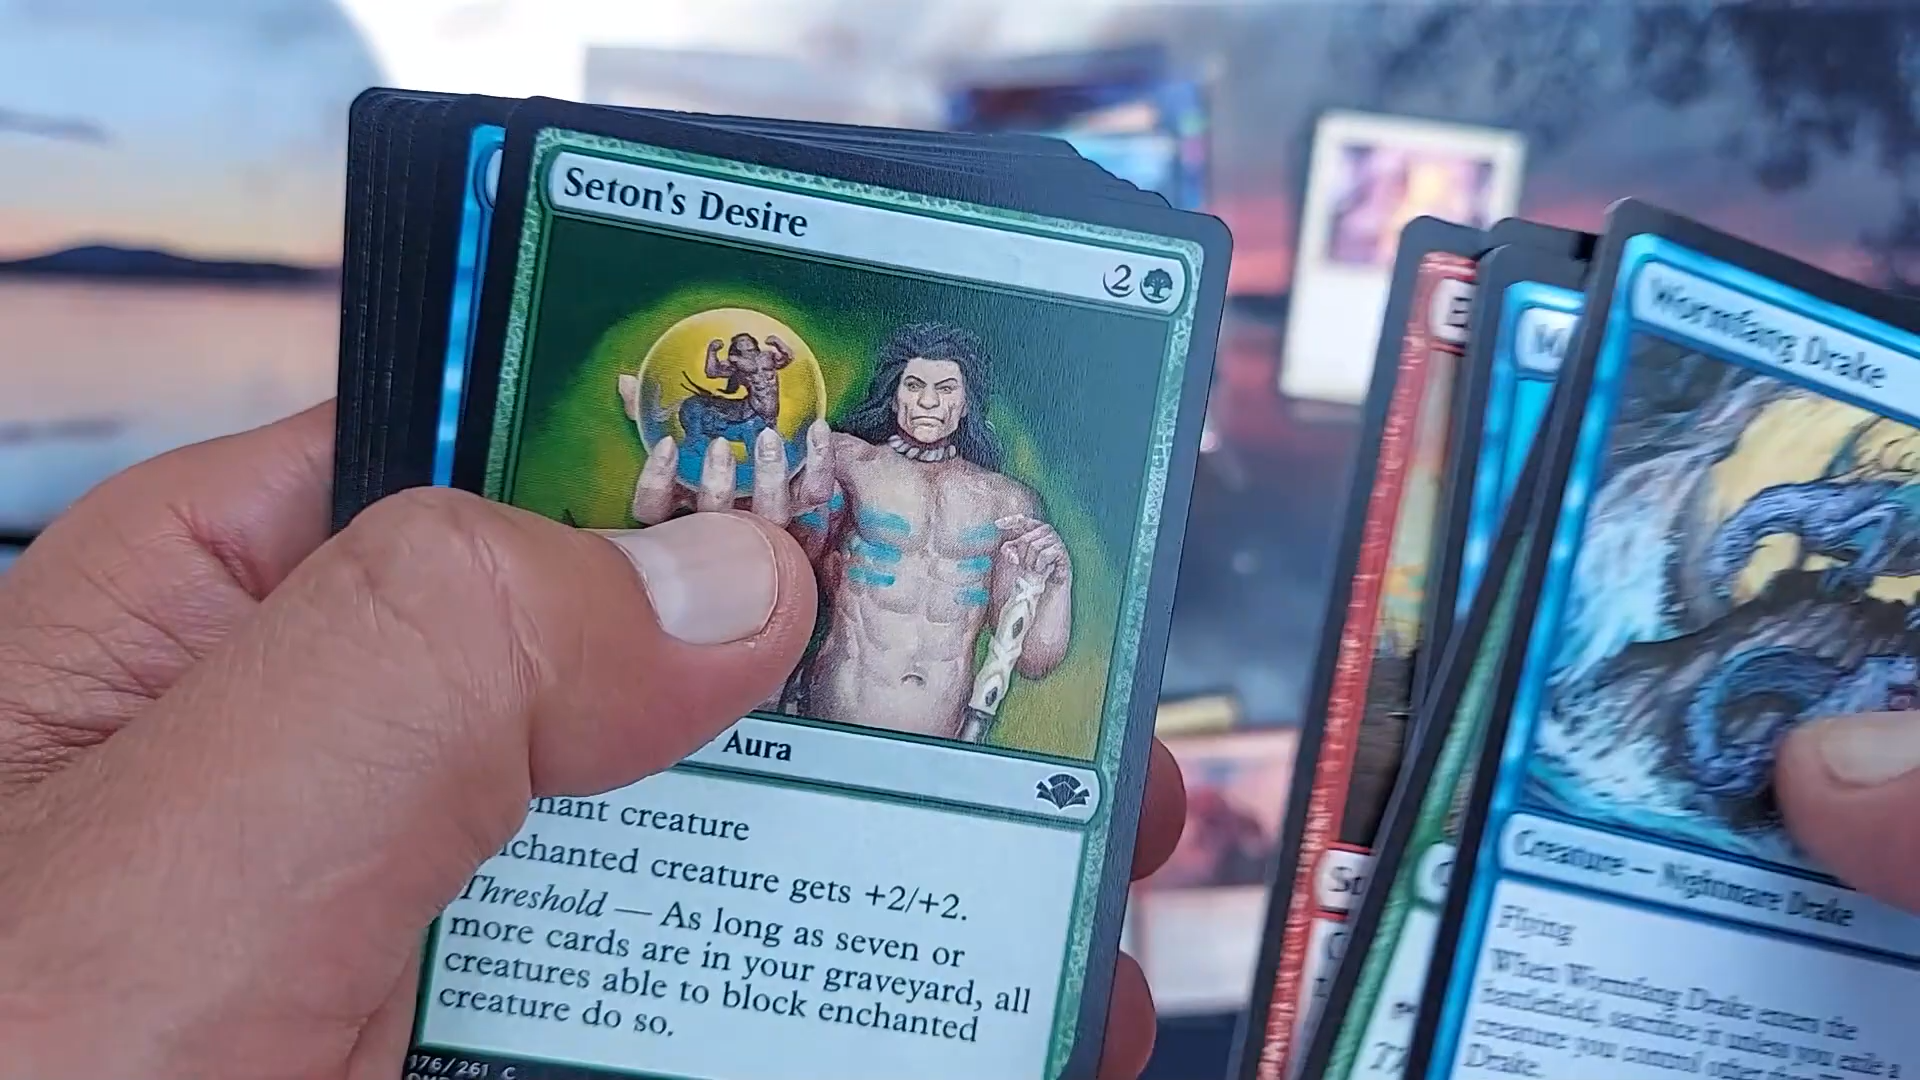 Seton's Desire
2
Aura
hant creature
nchanted creature gets +2/+2.
Threshold — As long as seven or
more cards are in your graveyard, all
creatures able to block enchanted
creature do so.
176/261 C
Wormfang Drake
Creature — Nightmare Drake
Flying
When Wormfang Drake enters the
battlefield, sacrifice it unless you exile a
creature you control other
Drake.